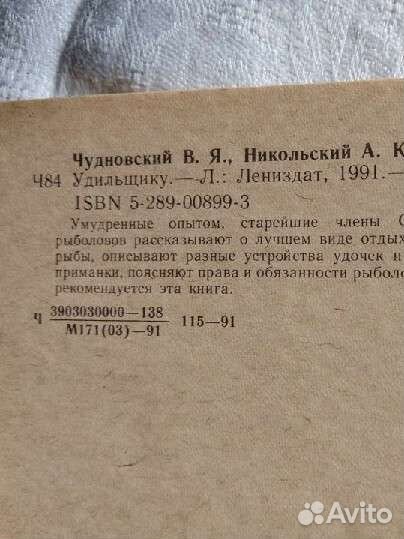 Чудновский В. Я., Никольский А. К
Ч84 Удильщику.— Л.: Лениздат, 1991.—
ISBN 5-289-00899-3
Умудренные опытом, старейшие члены
рыболовов рассказывают о лучшем виде отдых
рыбы, описывают разные устройства удочек и
приманки, поясняют права и обязанности рыболо
рекомендуется эта книга.
Ч 3903030000—138
М171(03)—91 115—91
Avito